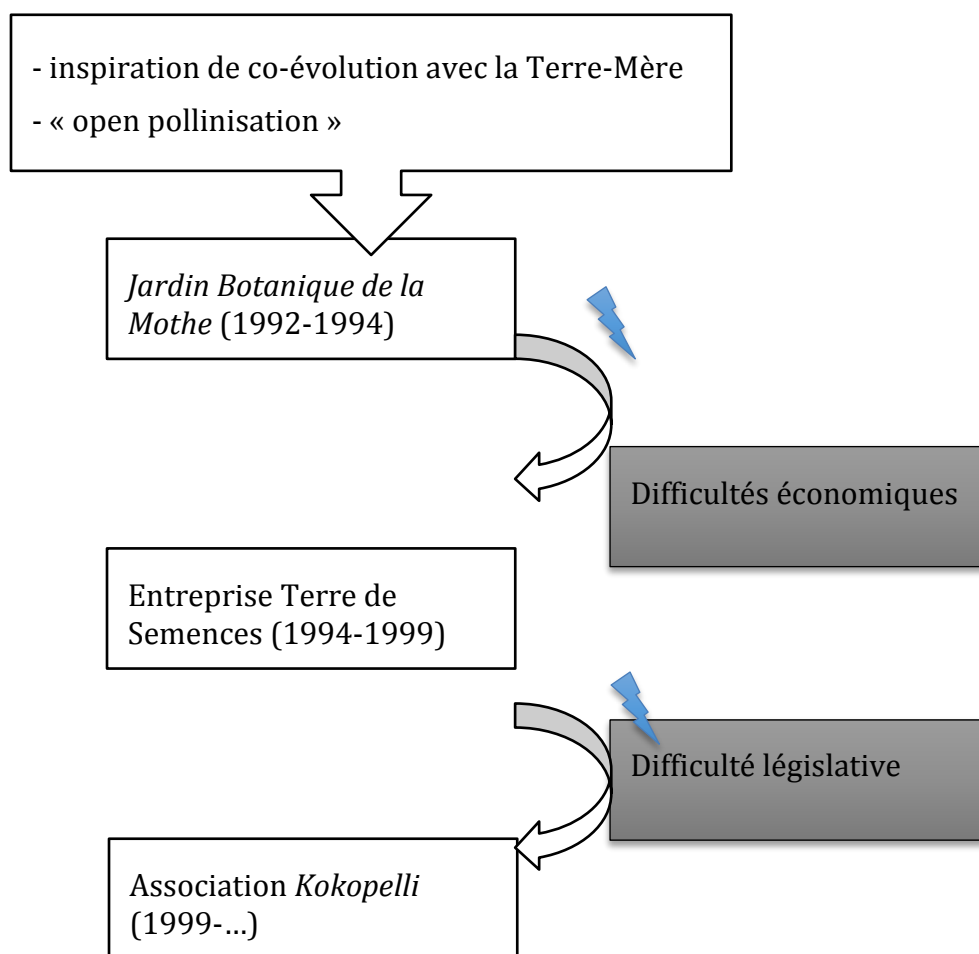 - inspiration de co-évolution avec la Terre-Mère
- « open pollinisation »
Jardin Botanique de la
Mothe (1992-1994)
Difficultés économiques
Entreprise Terre de
Semences (1994-1999)
Difficulté législative
Association Kokopelli
(1999-…)